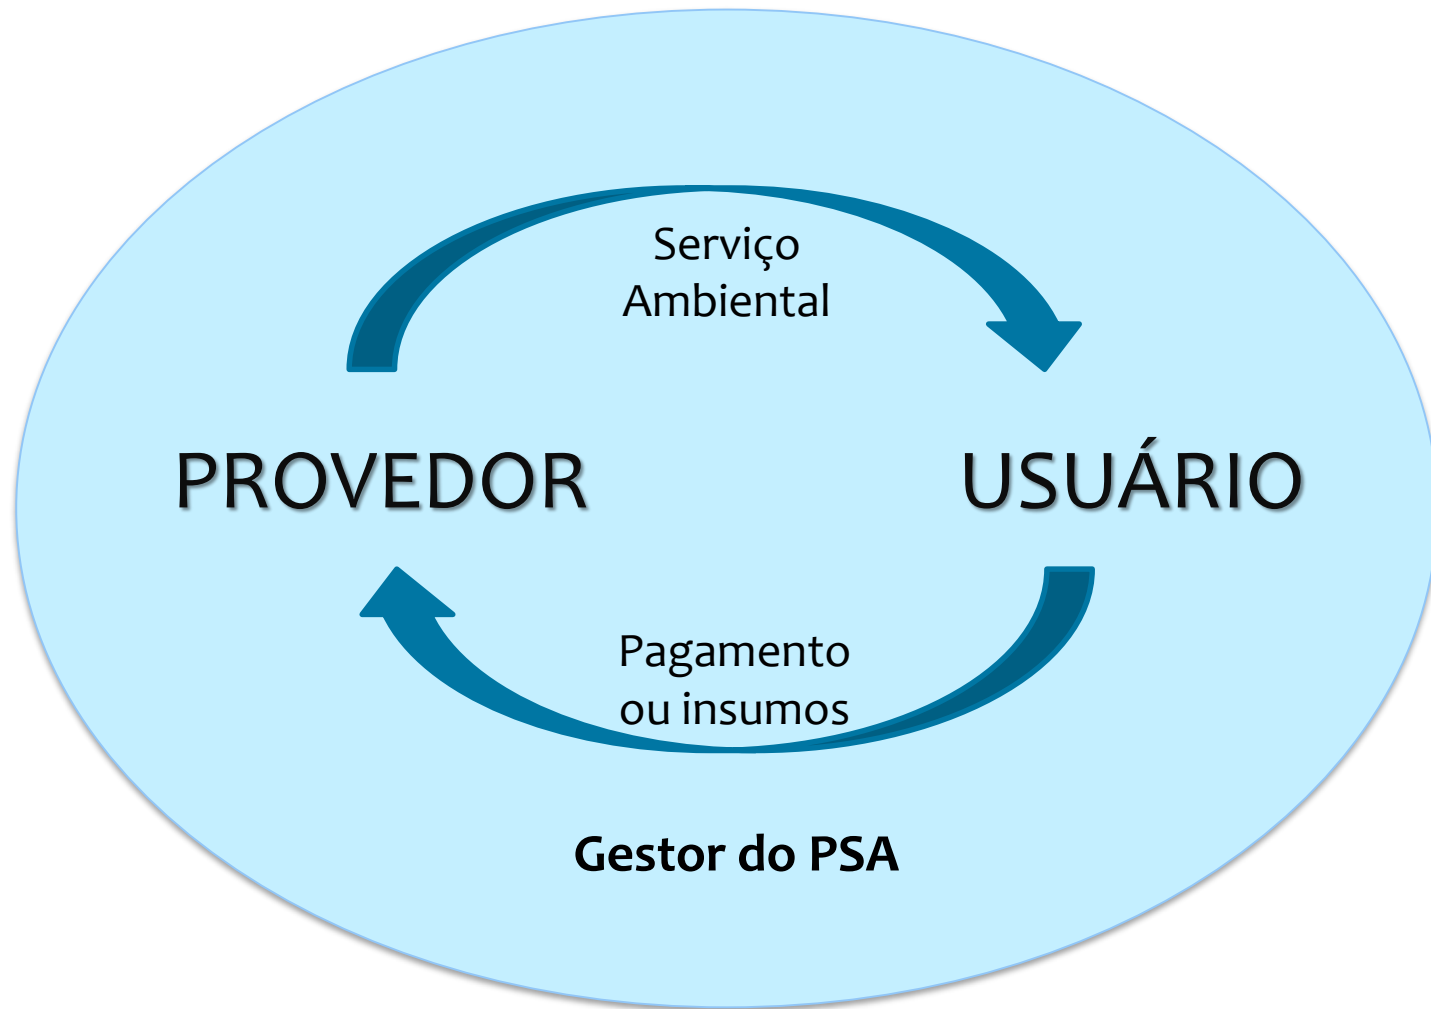 Serviço
Ambiental
PROVEDOR
USUÁRIO
Pagamento
ou insumos
Gestor do PSA